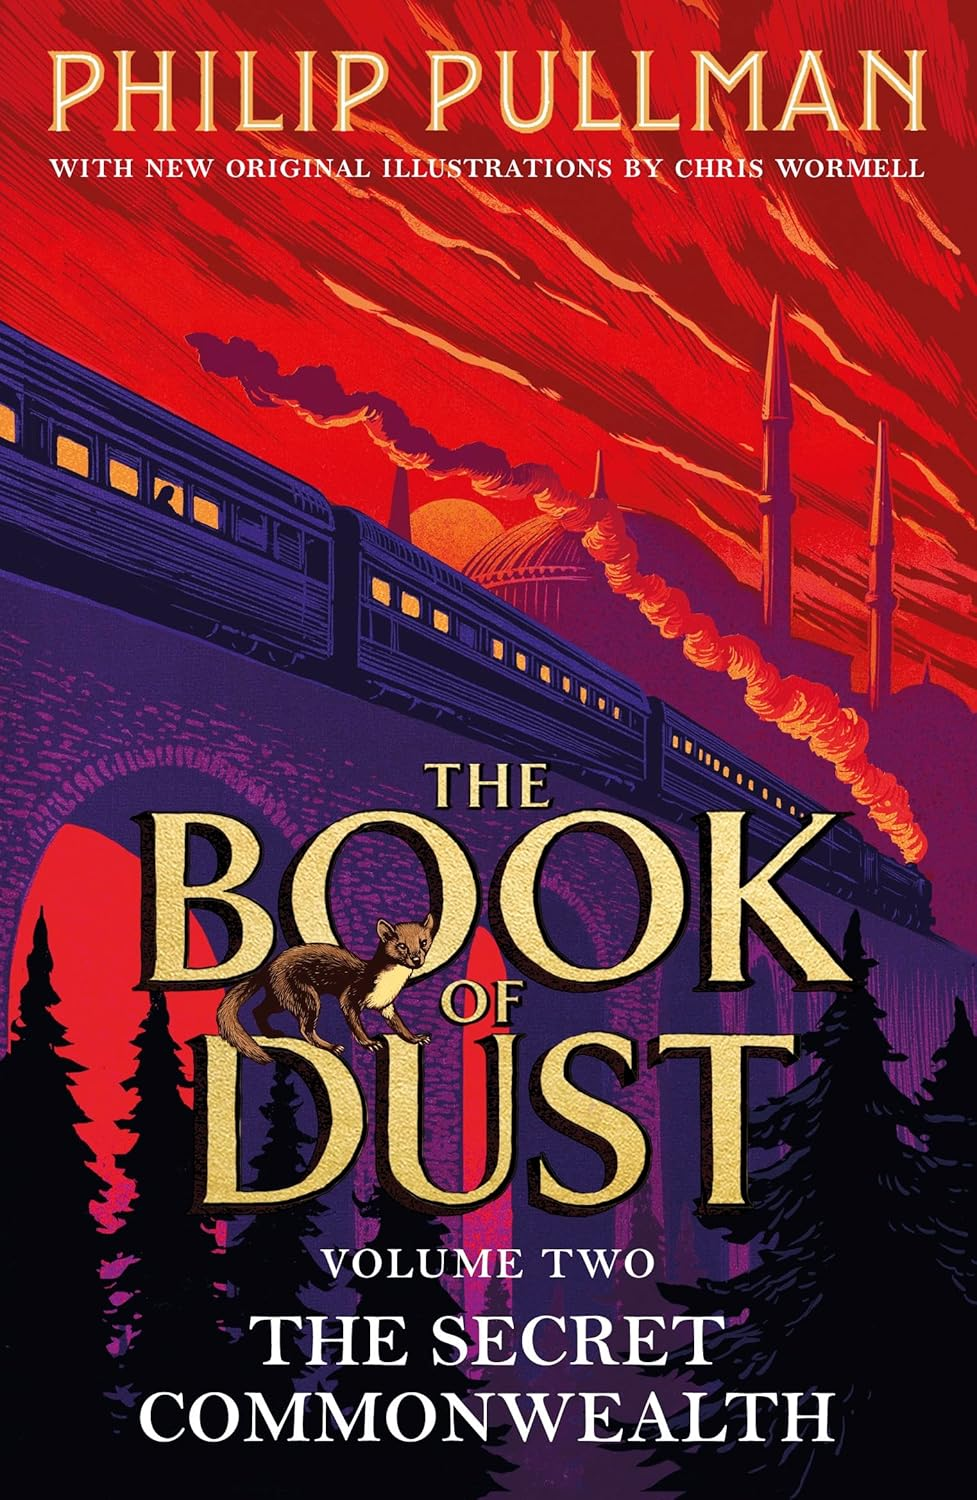 PHILIP PULLMAN
WITH NEW ORIGINAL ILLUSTRATIONS BY CHRIS WORMELL
THE
BOOK
OF
DUST
VOLUME TWO
THE SECRET
COMMONWEALTH